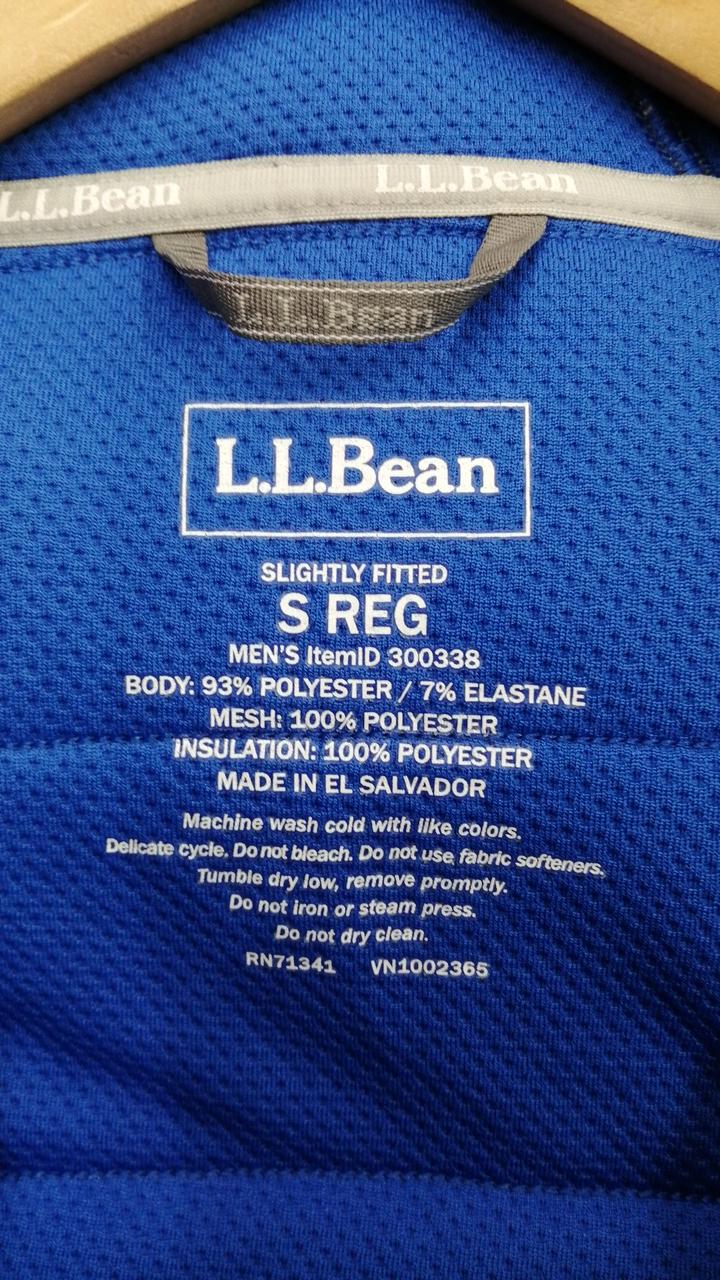 L.L.Bean L.L.Bean
L.L.Bean
L.L.Bean
SLIGHTLY FITTED
S REG
MEN'S ItemID 300338
BODY: 93% POLYESTER / 7% ELASTANE
MESH: 100% POLYESTER
INSULATION: 100% POLYESTER
MADE IN EL SALVADOR
Machine wash cold with like colors.
Delicate cycle. Do not bleach. Do not use fabric softeners.
Tumble dry low, remove promptly.
Do not iron or steam press.
Do not dry clean.
RN71341 VN1002365